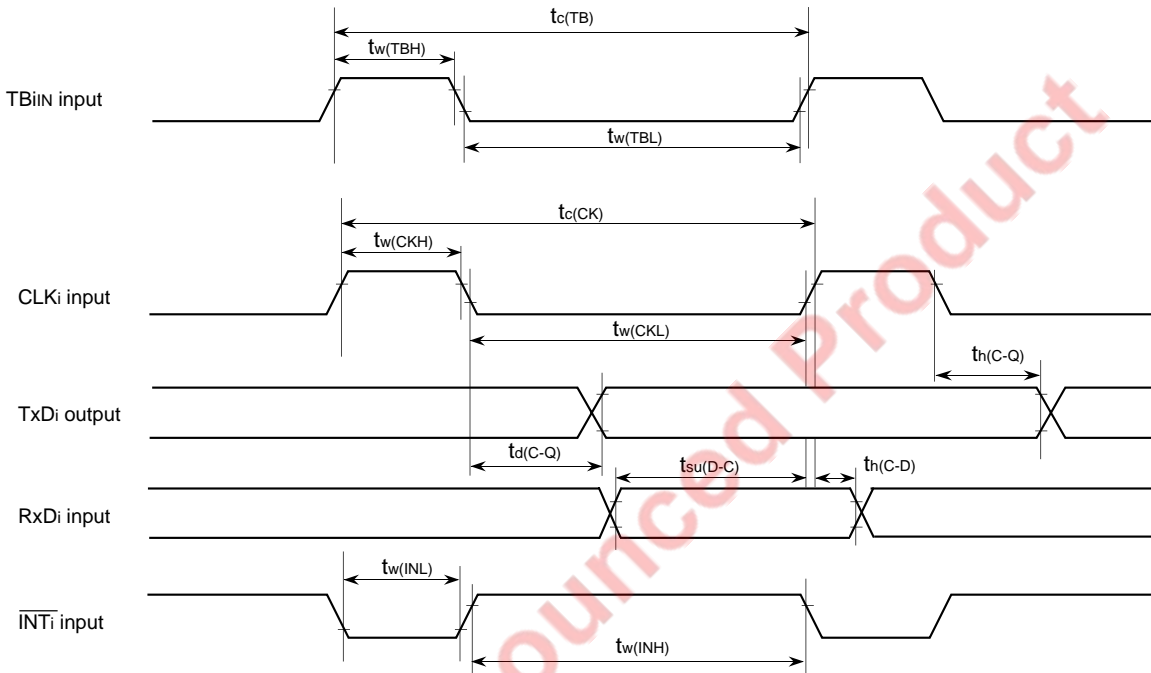 tc(TB)
tw(TBH)
TBiIN input
tw(TBL)
tc(CK)
tw(CKH)
CLKi input
tw(CKL)
th(C-Q)
TxDi output
td(C-Q)
tsu(D-C)
th(C-D)
RxDi input
tw(INL)
INTi input
tw(INH)
ounced Product